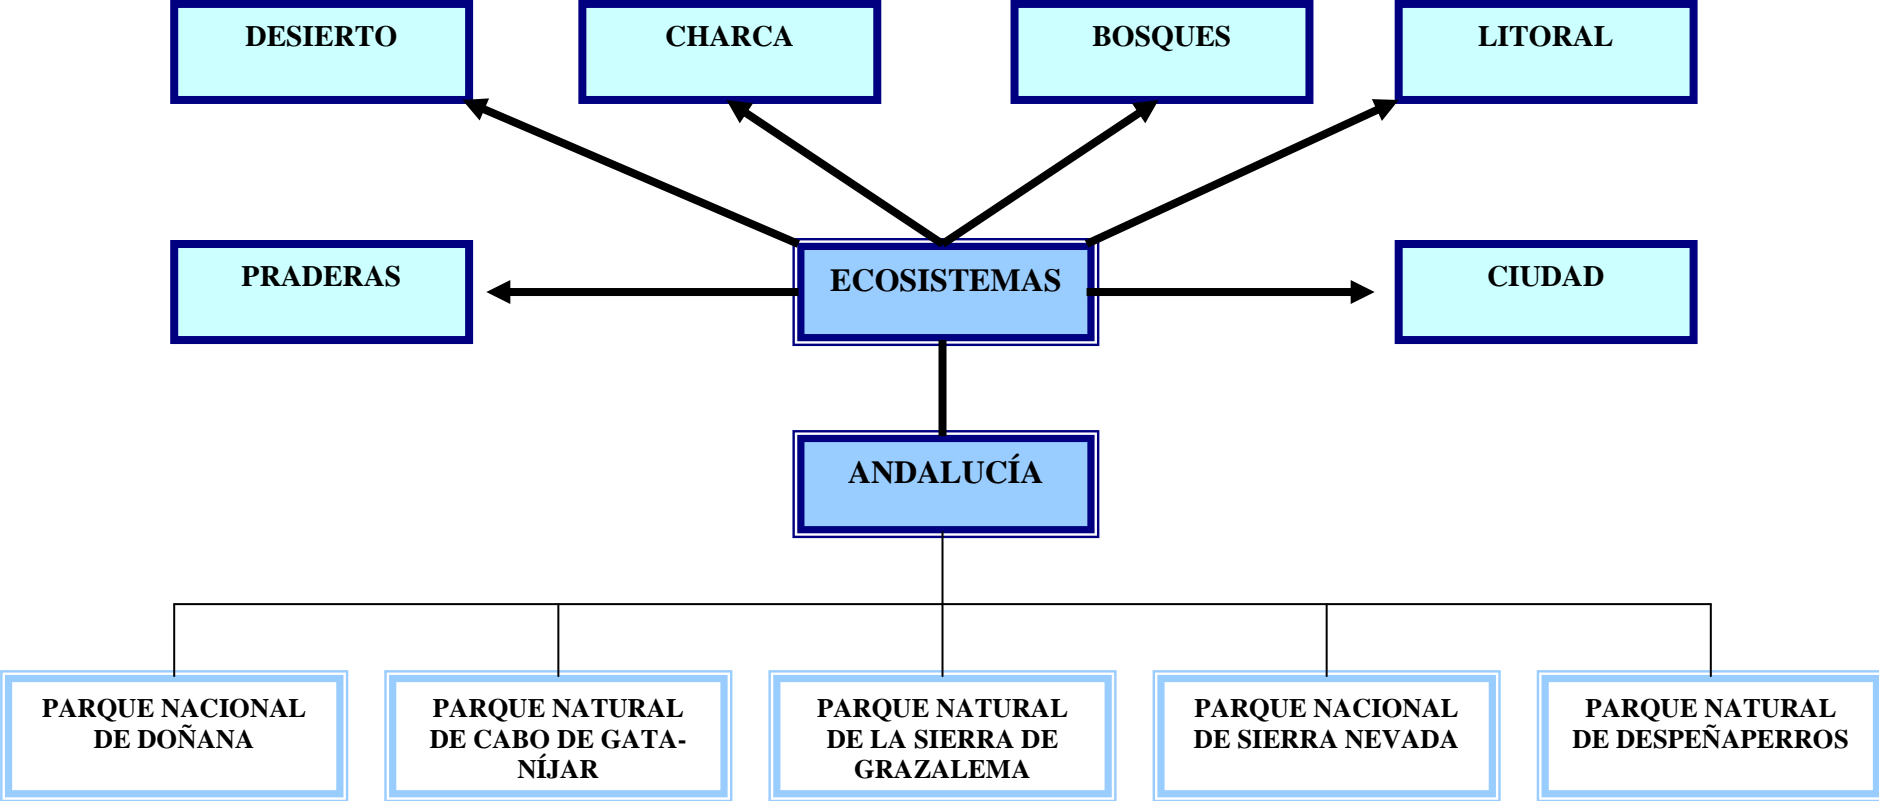 DESIERTO
CHARCA
BOSQUES
LITORAL
PRADERAS
ECOSISTEMAS
CIUDAD
ANDALUCÍA
PARQUE NACIONAL
DE DOÑANA
PARQUE NATURAL
DE CABO DE GATA-
NÍJAR
PARQUE NATURAL
DE LA SIERRA DE
GRAZALEMA
PARQUE NACIONAL
DE SIERRA NEVADA
PARQUE NATURAL
DE DESPEÑAPERROS